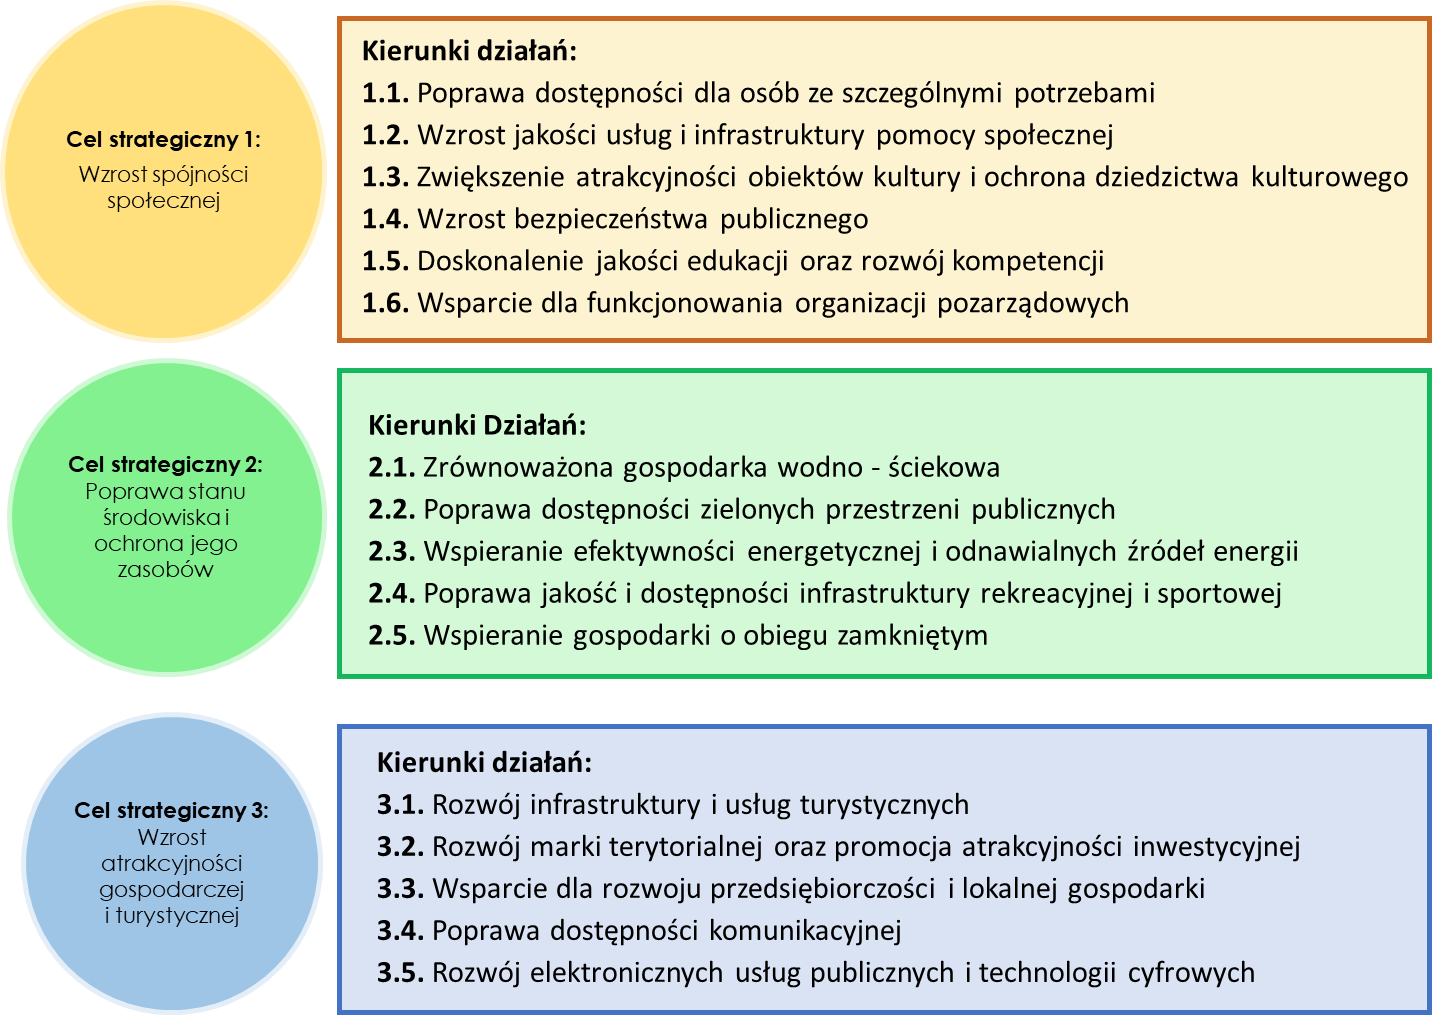 Cel strategiczny 1:
Wzrost spójności
społecznej
Kierunki działań:
1.1. Poprawa dostępności dla osób ze szczególnymi potrzebami
1.2. Wzrost jakości usług i infrastruktury pomocy społecznej
1.3. Zwiększenie atrakcyjności obiektów kultury i ochrona dziedzictwa kulturowego
1.4. Wzrost bezpieczeństwa publicznego
1.5. Doskonalenie jakości edukacji oraz rozwój kompetencji
1.6. Wsparcie dla funkcjonowania organizacji pozarządowych
Cel strategiczny 2:
Poprawa stanu
środowiska i
ochrona jego
zasobów
Kierunki Działań:
2.1. Zrównoważona gospodarka wodno - ściekowa
2.2. Poprawa dostępności zielonych przestrzeni publicznych
2.3. Wspieranie efektywności energetycznej i odnawialnych źródeł energii
2.4. Poprawa jakość i dostępności infrastruktury rekreacyjnej i sportowej
2.5. Wspieranie gospodarki o obiegu zamkniętym
Cel strategiczny 3:
Wzrost
atrakcyjności
gospodarczej
i turystycznej
Kierunki działań:
3.1. Rozwój infrastruktury i usług turystycznych
3.2. Rozwój marki terytorialnej oraz promocja atrakcyjności inwestycyjnej
3.3. Wsparcie dla rozwoju przedsiębiorczości i lokalnej gospodarki
3.4. Poprawa dostępności komunikacyjnej
3.5. Rozwój elektronicznych usług publicznych i technologii cyfrowych